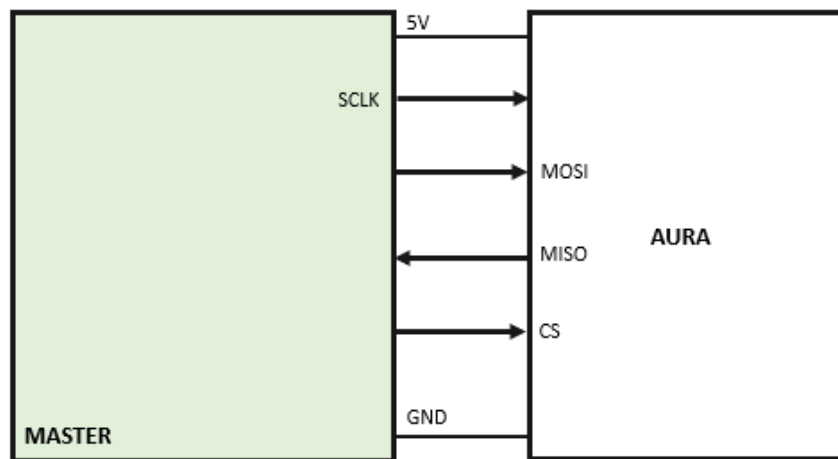 5V
SCLK
MOSI
AURA
MISO
CS
GND
MASTER